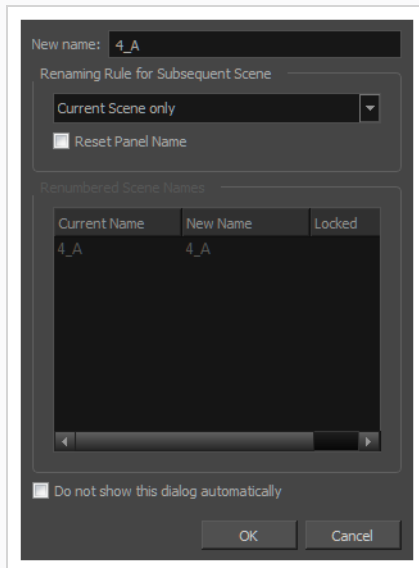 New name: 4_A
Renaming Rule for Subsequent Scene
Current Scene only
Reset Panel Name
Renumbered Scene Names
Current Name New Name Locked
4_A 4_A
Do not show this dialog automatically
OK Cancel